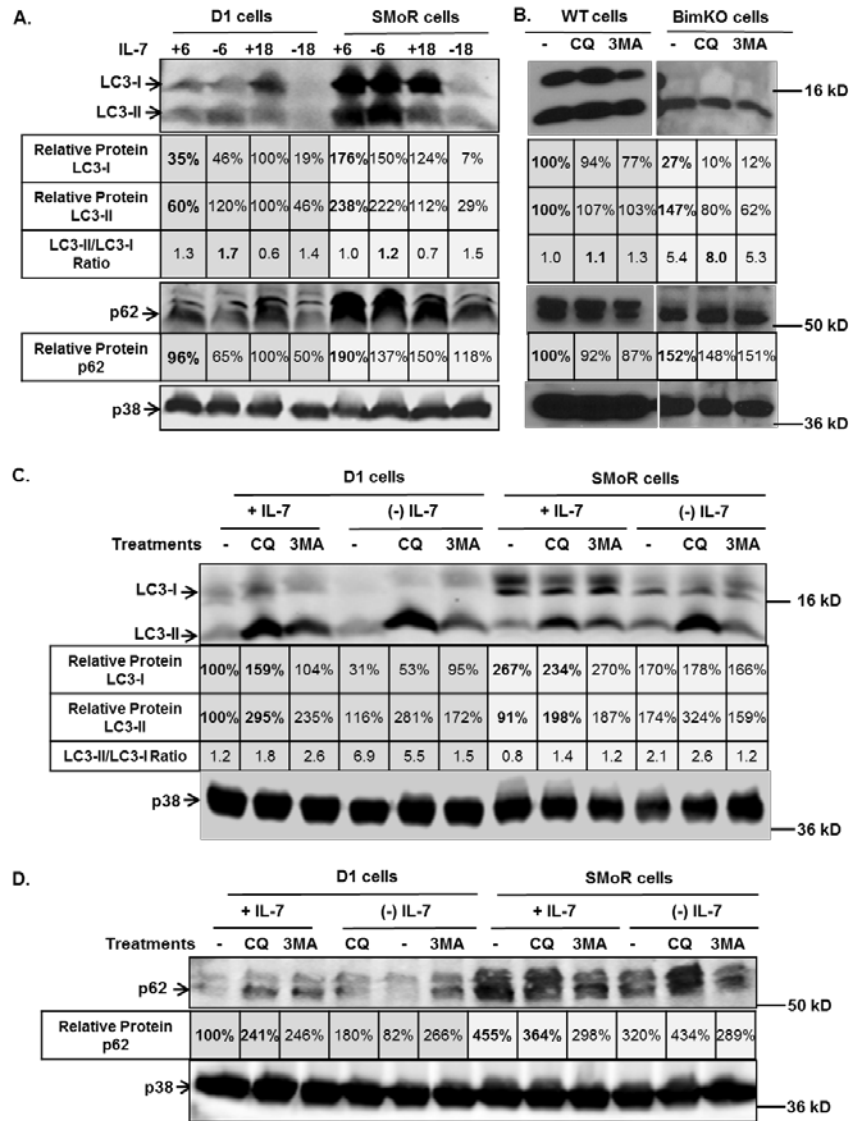 A.
D1 cells SMoR cells
IL-7 +6 -6 +18 -18 +6 -6 +18 -18
LC3-I
LC3-II
Relative Protein LC3-I 35% 46% 100% 19% 176% 150% 124% 7%
Relative Protein LC3-II 60% 120% 100% 46% 238% 222% 112% 29%
LC3-II/LC3-I Ratio 1.3 1.7 0.6 1.4 1.0 1.2 0.7 1.5
p62
Relative Protein p62 96% 65% 100% 50% 190% 137% 150% 118%
p38
B.
WT cells BimKO cells
- CQ 3MA - CQ 3MA
16 kD
100% 94% 77% 27% 10% 12%
100% 107% 103% 147% 80% 62%
1.0 1.1 1.3 5.4 8.0 5.3
50 kD
100% 92% 87% 152% 148% 151%
36 kD
C.
D1 cells SMoR cells
+ IL-7 (-) IL-7 + IL-7 (-) IL-7
Treatments - CQ 3MA - CQ 3MA - CQ 3MA - CQ 3MA
LC3-I
16 kD
LC3-II
Relative Protein LC3-I 100% 159% 104% 31% 53% 95% 267% 234% 270% 170% 178% 166%
Relative Protein LC3-II 100% 295% 235% 116% 281% 172% 91% 198% 187% 174% 324% 159%
LC3-II/LC3-I Ratio 1.2 1.8 2.6 6.9 5.5 1.5 0.8 1.4 1.2 2.1 2.6 1.2
p38
36 kD
D.
D1 cells SMoR cells
+ IL-7 (-) IL-7 + IL-7 (-) IL-7
Treatments - CQ 3MA CQ - 3MA - CQ 3MA - CQ 3MA
p62
50 kD
Relative Protein p62 100% 241% 246% 180% 82% 266% 455% 364% 298% 320% 434% 289%
p38
36 kD